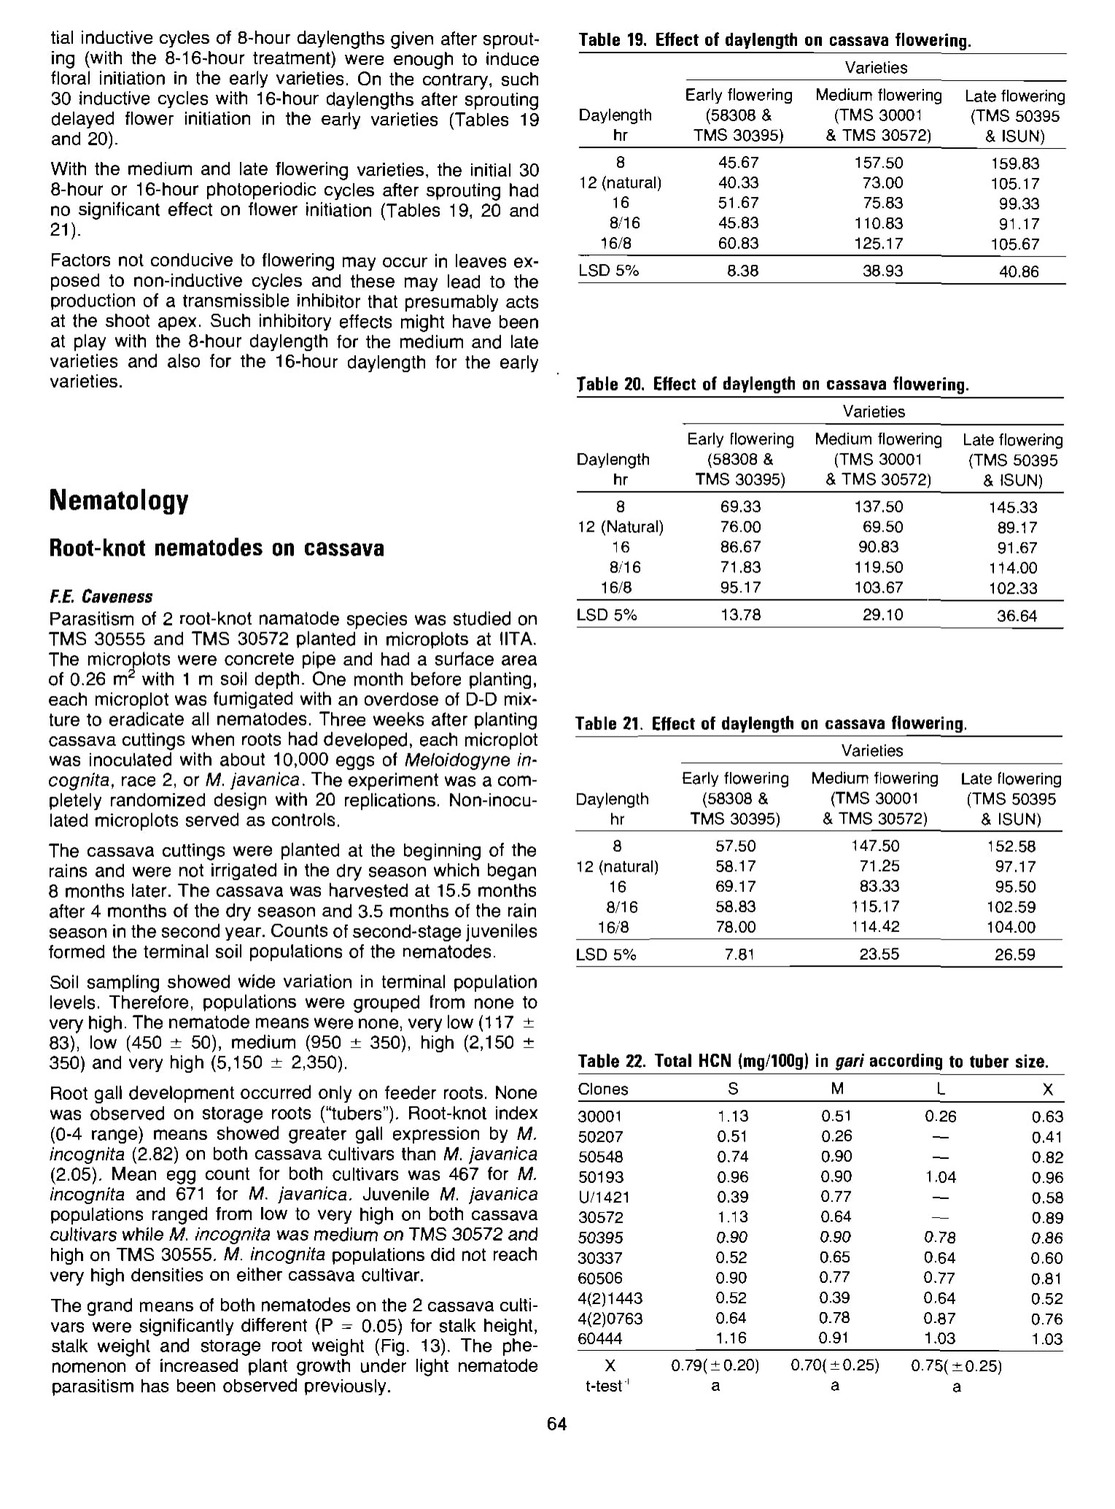 tial inductive cycles of 8-hour daylengths given after sprout-
ing (with the 8-16-hour treatment) were enough to induce
floral initiation in the early varieties. On the contrary, such
30 inductive cycles with 16-hour daylengths after sprouting
delayed flower initiation in the early varieties (Tables 19
and 20).
With the medium and late flowering varieties, the initial 30
8-hour or 16-hour photoperiodic cycles after sprouting had
no significant effect on flower initiation (Tables 19, 20 and
21).
Factors not conducive to flowering may occur in leaves ex-
posed to non-inductive cycles and these may lead to the
production of a transmissible inhibitor that presumably acts
at the shoot apex. Such inhibitory effects might have been
at play with the 8-hour daylength for the medium and late
varieties and also for the 16-hour daylength for the early
varieties.
Nematology
Root-knot nematodes on cassava
F.E. Caveness
Parasitism of 2 root-knot namatode species was studied on
TMS 30555 and TMS 30572 planted in microplots at IITA.
The microplots were concrete pipe and had a surface area
of 0.26 m² with 1 m soil depth. One month before planting,
each microplot was fumigated with an overdose of D-D mix-
ture to eradicate all nematodes. Three weeks after planting
cassava cuttings when roots had developed, each microplot
was inoculated with about 10,000 eggs of Meloidogyne in-
cognita, race 2, or M. javanica. The experiment was a com-
pletely randomized design with 20 replications. Non-inocu-
lated microplots served as controls.
The cassava cuttings were planted at the beginning of the
rains and were not irrigated in the dry season which began
8 months later. The cassava was harvested at 15.5 months
after 4 months of the dry season and 3.5 months of the rain
season in the second year. Counts of second-stage juveniles
formed the terminal soil populations of the nematodes.
Soil sampling showed wide variation in terminal population
levels. Therefore, populations were grouped from none to
very high. The nematode means were none, very low (117 ±
83), low (450 ± 50), medium (950 ± 350), high (2,150 ±
350) and very high (5,150 ± 2,350).
Root gall development occurred only on feeder roots. None
was observed on storage roots ("tubers"). Root-knot index
(0-4 range) means showed greater gall expression by M.
incognita (2.82) on both cassava cultivars than M. javanica
(2.05). Mean egg count for both cultivars was 467 for M.
incognita and 671 for M. javanica. Juvenile M. javanica
populations ranged from low to very high on both cassava
cultivars while M. incognita was medium on TMS 30572 and
high on TMS 30555. M. incognita populations did not reach
very high densities on either cassava cultivar.
The grand means of both nematodes on the 2 cassava culti-
vars were significantly different (P = 0.05) for stalk height,
stalk weight and storage root weight (Fig. 13). The phe-
nomenon of increased plant growth under light nematode
parasitism has been observed previously.
Table 19. Effect of daylength on cassava flowering.
Varieties
Early flowering Medium flowering Late flowering
Daylength (58308 & (TMS 30001 (TMS 50395
hr TMS 30395) & TMS 30572) & ISUN)
8 45.67 157.50 159.83
12 (natural) 40.33 73.00 105.17
16 51.67 75.83 99.33
8/16 45.83 110.83 91.17
16/8 60.83 125.17 105.67
LSD 5% 8.38 38.93 40.86
Table 20. Effect of daylength on cassava flowering.
Varieties
Early flowering Medium flowering Late flowering
Daylength (58308 & (TMS 30001 (TMS 50395
hr TMS 30395) & TMS 30572) & ISUN)
8 69.33 137.50 145.33
12 (Natural) 76.00 69.50 89.17
16 86.67 90.83 91.67
8/16 71.83 119.50 114.00
16/8 95.17 103.67 102.33
LSD 5% 13.78 29.10 36.64
Table 21. Effect of daylength on cassava flowering.
Varieties
Early flowering Medium flowering Late flowering
Daylength (58308 & (TMS 30001 (TMS 50395
hr TMS 30395) & TMS 30572) & ISUN)
8 57.50 147.50 152.58
12 (natural) 58.17 71.25 97.17
16 69.17 83.33 95.50
8/16 58.83 115.17 102.59
16/8 78.00 114.42 104.00
LSD 5% 7.81 23.55 26.59
Table 22. Total HCN (mg/100g) in gari according to tuber size.
Clones S M L X
30001 1.13 0.51 0.26 0.63
50207 0.51 0.26 — 0.41
50548 0.74 0.90 — 0.82
50193 0.96 0.90 1.04 0.96
U/1421 0.39 0.77 — 0.58
30572 1.13 0.64 — 0.89
50395 0.90 0.90 0.78 0.86
30337 0.52 0.65 0.64 0.60
60506 0.90 0.77 0.77 0.81
4(2)1443 0.52 0.39 0.64 0.52
4(2)0763 0.64 0.78 0.87 0.76
60444 1.16 0.91 1.03 1.03
X 0.79(±0.20) 0.70(±0.25) 0.75(±0.25)
t-test⁻¹ a a a
64